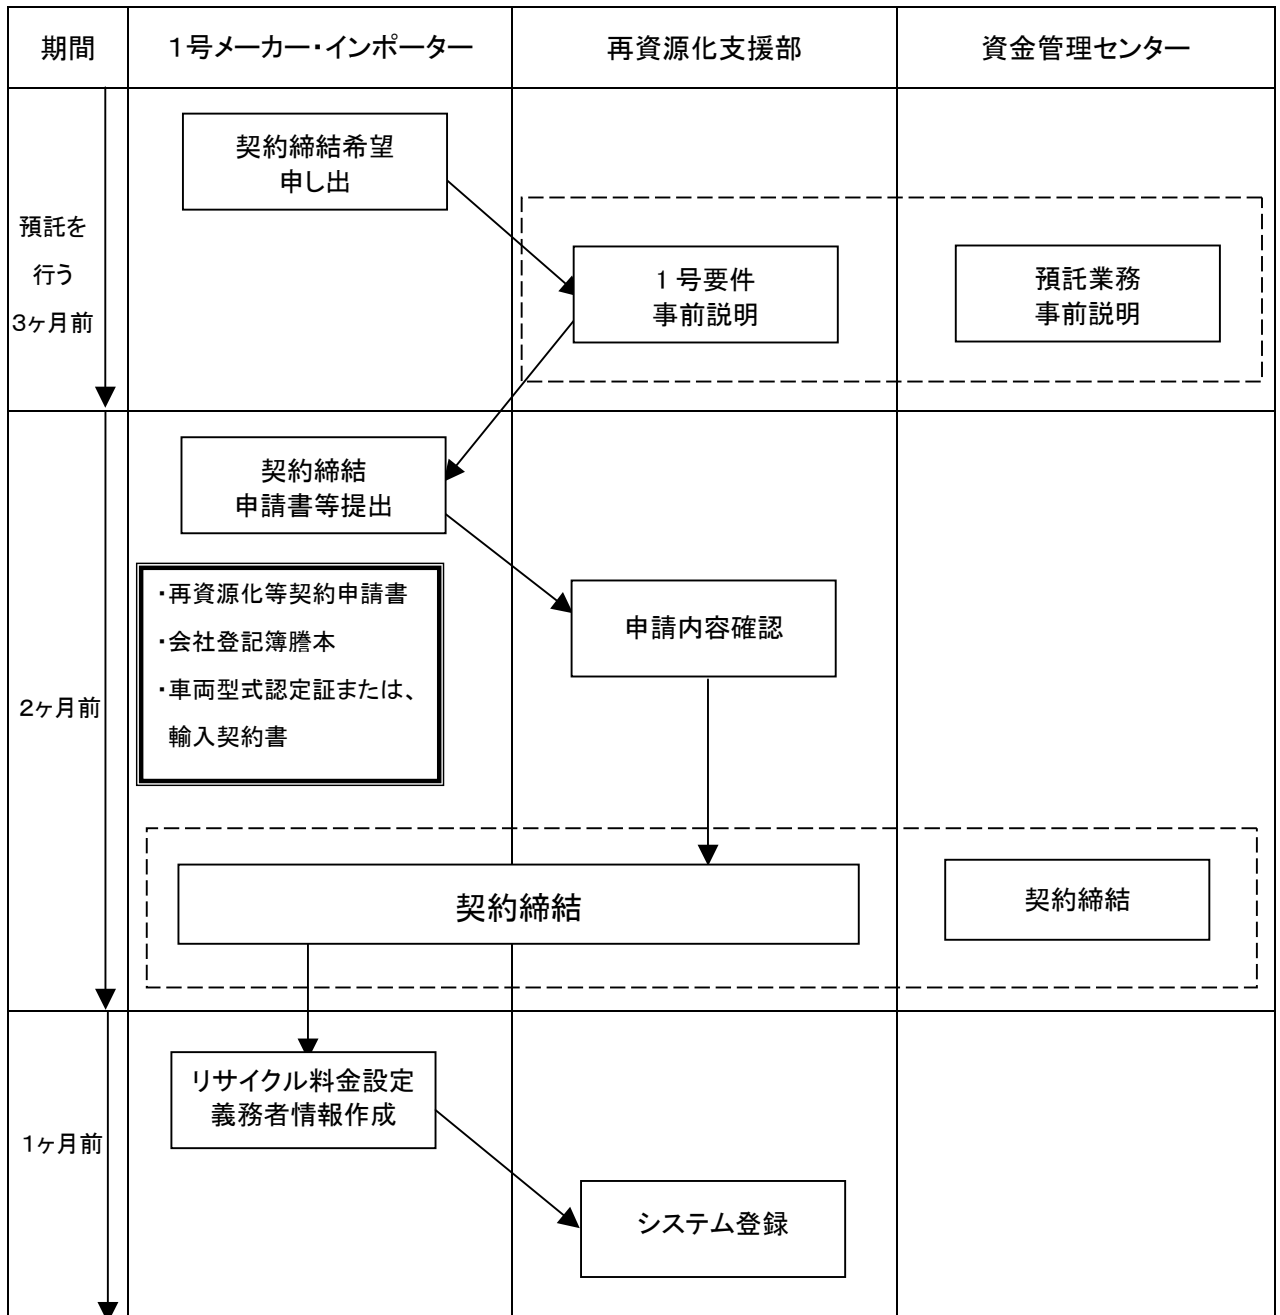 期間
1号メーカー・インポーター
再資源化支援部
資金管理センター
契約締結希望
申し出
預託を
行う
3ヶ月前
1号要件
事前説明
預託業務
事前説明
契約締結
申請書等提出
・再資源化等契約申請書
・会社登記簿謄本
・車両型式認定証または、
輸入契約書
申請内容確認
2ヶ月前
契約締結
契約締結
リサイクル料金設定
義務者情報作成
1ヶ月前
システム登録